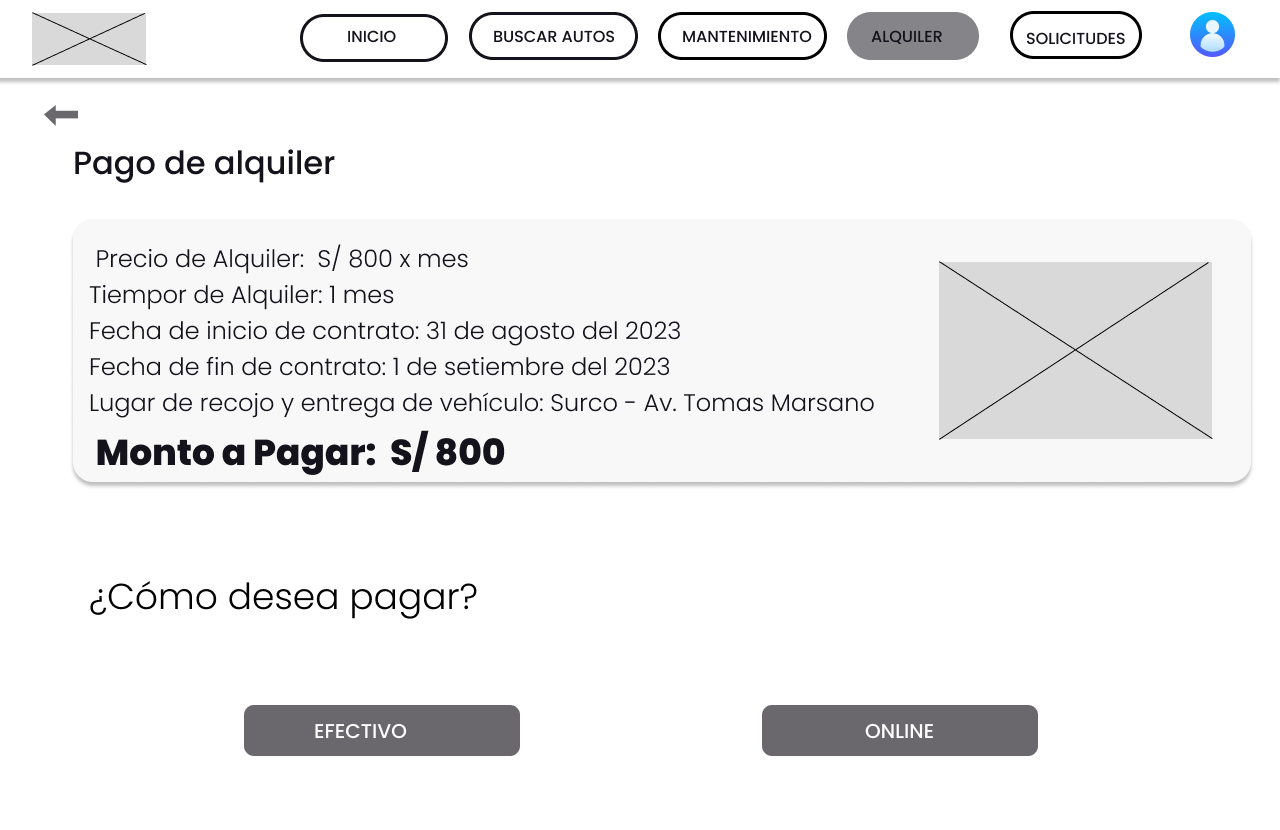 INICIO
BUSCAR AUTOS
MANTENIMIENTO
ALQUILER
SOLICITUDES
Pago de alquiler
Precio de Alquiler: S/ 800 x mes
Tiempor de Alquiler: 1 mes
Fecha de inicio de contrato: 31 de agosto del 2023
Fecha de fin de contrato: 1 de setiembre del 2023
Lugar de recojo y entrega de vehículo: Surco - Av. Tomas Marsano
Monto a Pagar: S/ 800
¿Cómo desea pagar?
EFECTIVO
ONLINE